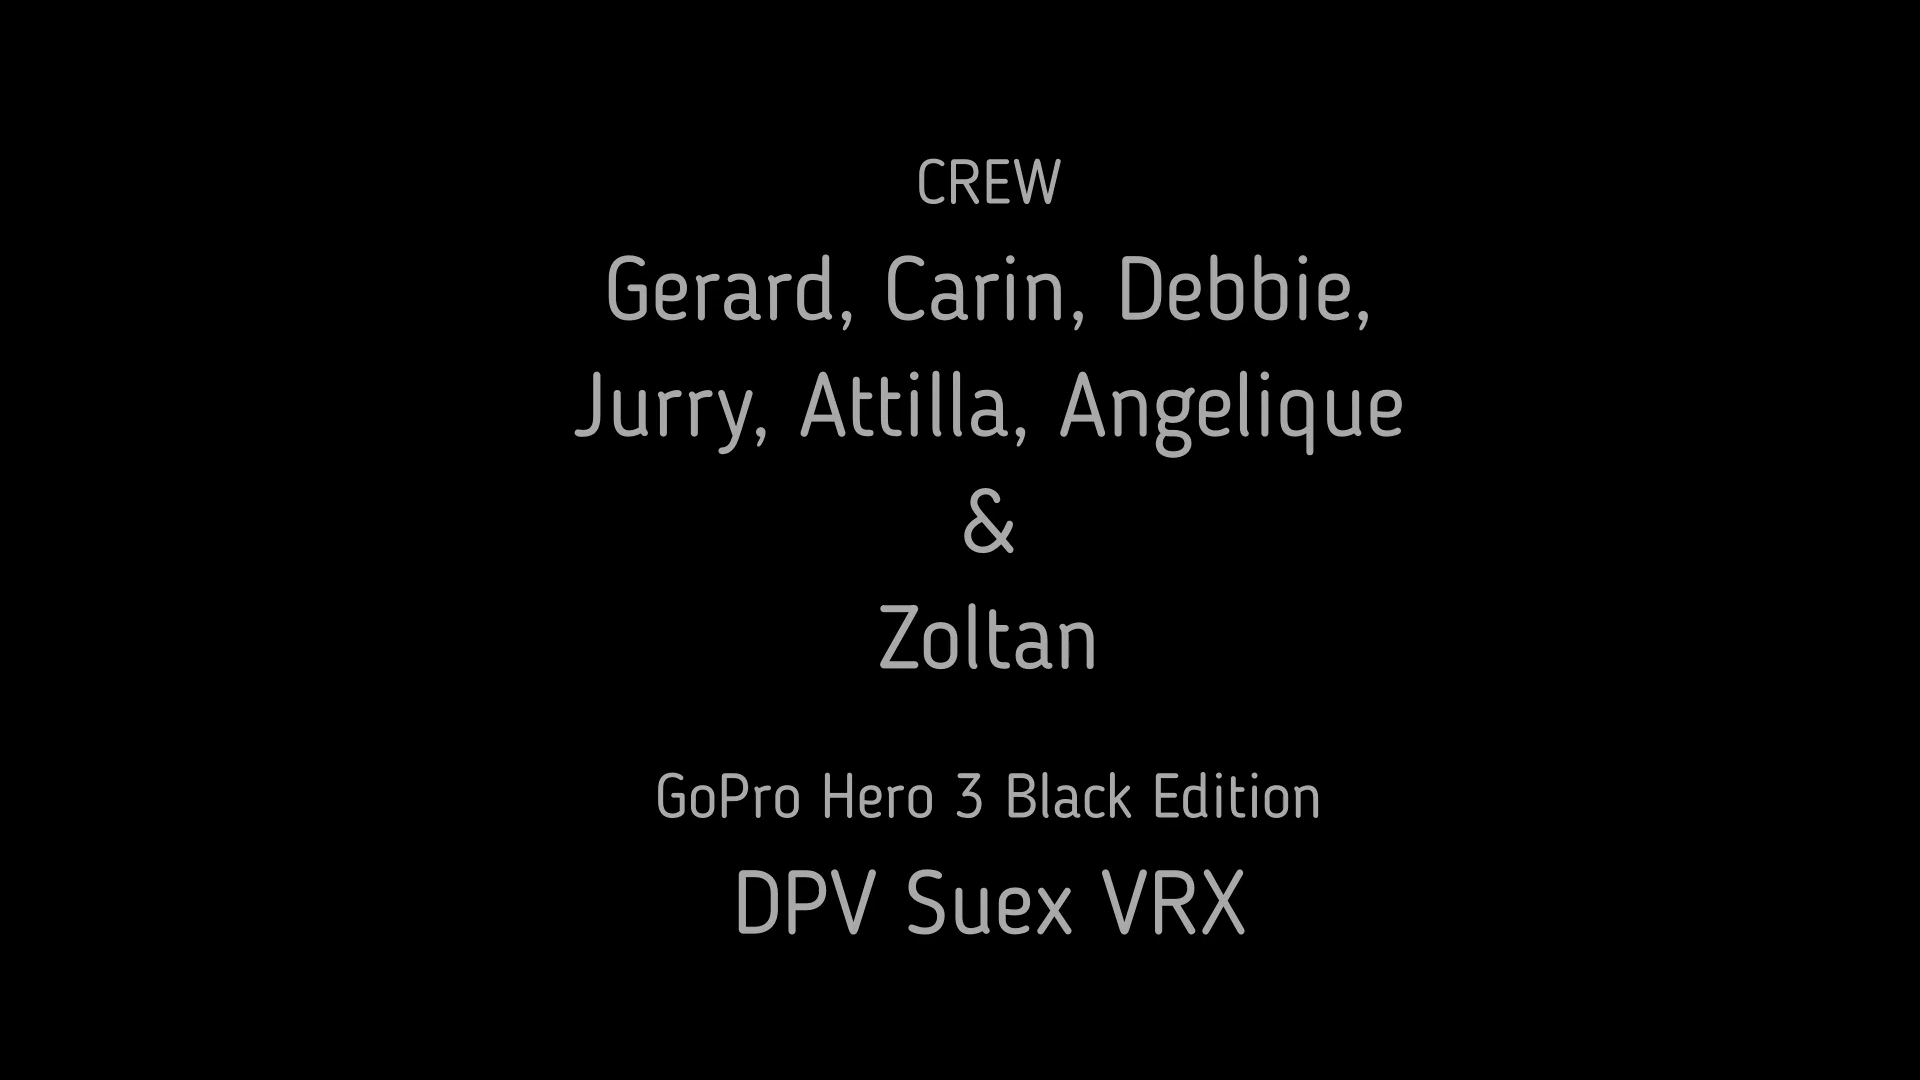 CREW
Gerard, Carin, Debbie,
Jurry, Attilla, Angelique
&
Zoltan
GoPro Hero 3 Black Edition
DPV Suex VRX